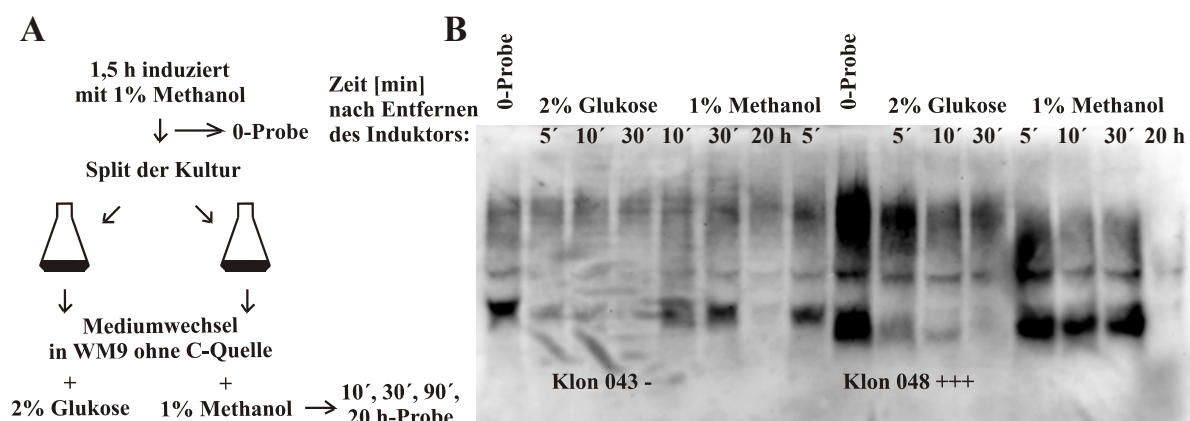 A
1,5 h induziert
mit 1% Methanol
0-Probe
Split der Kultur
Mediumwechsel
in WM9 ohne C-Quelle
+ +
2% Glukose 1% Methanol
10´, 30´, 90´,
20 h-Probe
B
Zeit [min]
nach Entfernen
des Induktors:
0-Probe
2% Glukose 1% Methanol
5´ 10´ 30´ 10´ 30´ 20 h 5´
0-Probe
2% Glukose 1% Methanol
5´ 10´ 30´ 5´ 10´ 30´ 20 h
Klon 043 - Klon 048 +++